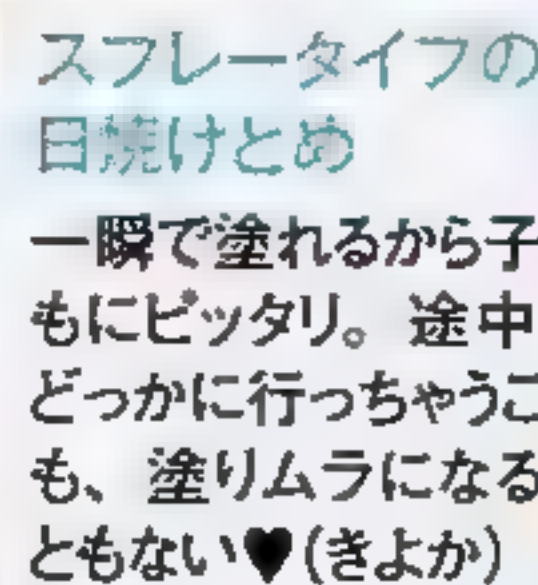 スプレータイプの
日焼けとめ
一瞬で塗れるから子
もにピッタリ。途中
どっかに行っちゃうこ
も、塗りムラになる
ともない♥(きよか)